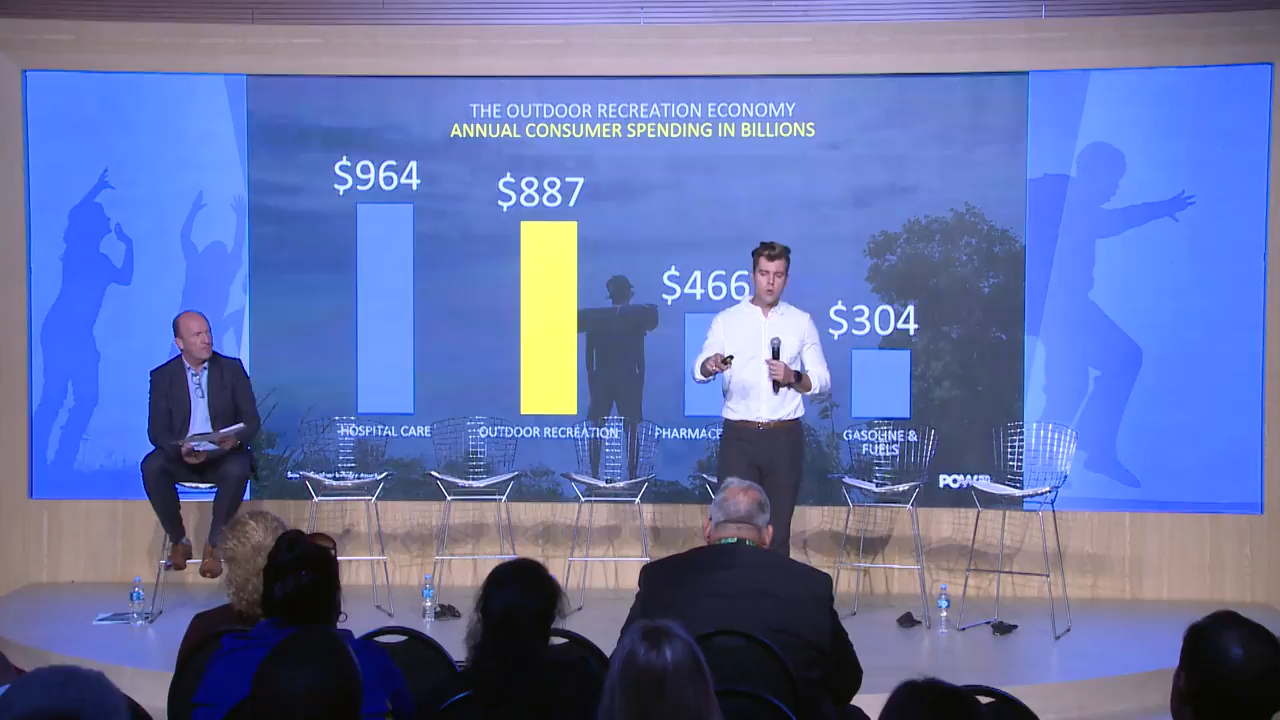 THE OUTDOOR RECREATION ECONOMY
ANNUAL CONSUMER SPENDING IN BILLIONS
$964
$887
$466
$304
HOSPITAL CARE
OUTDOOR RECREATION
GASOLINE &
FUELS